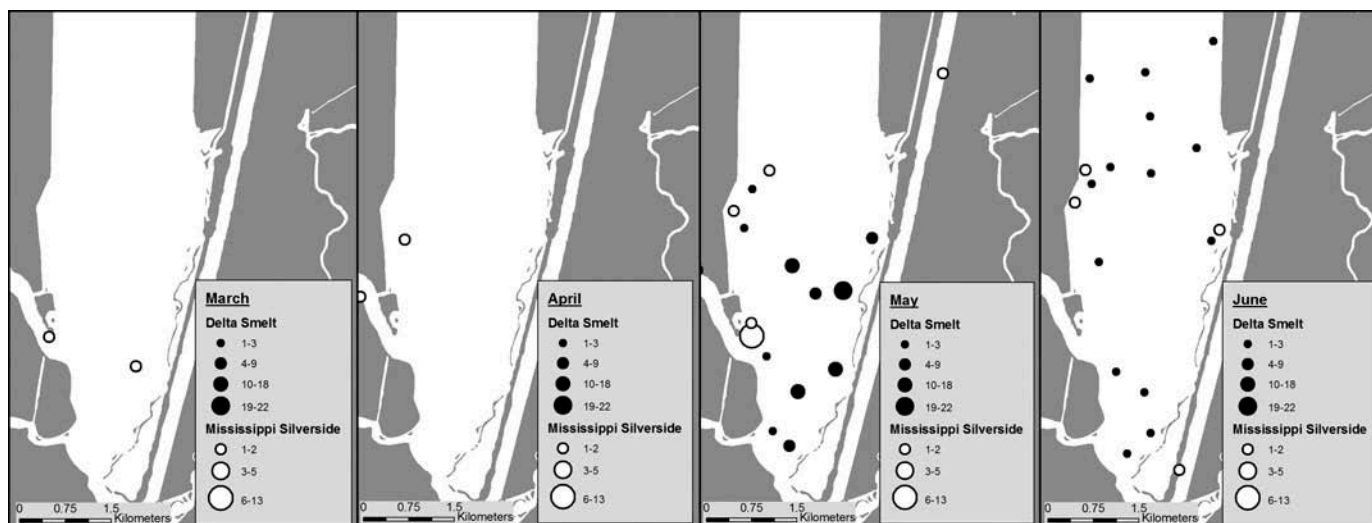 March
Delta Smelt
1-3
4-9
10-18
19-22
Mississippi Silverside
1-2
3-5
6-13
0 0.75 1.5
Kilometers
April
Delta Smelt
1-3
4-9
10-18
19-22
Mississippi Silverside
1-2
3-5
6-13
0 0.75 1.5
Kilometers
May
Delta Smelt
1-3
4-9
10-18
19-22
Mississippi Silverside
1-2
3-5
6-13
0 0.75 1.5
Kilometers
June
Delta Smelt
1-3
4-9
10-18
19-22
Mississippi Silverside
1-2
3-5
6-13
0 0.75 1.5
Kilometers